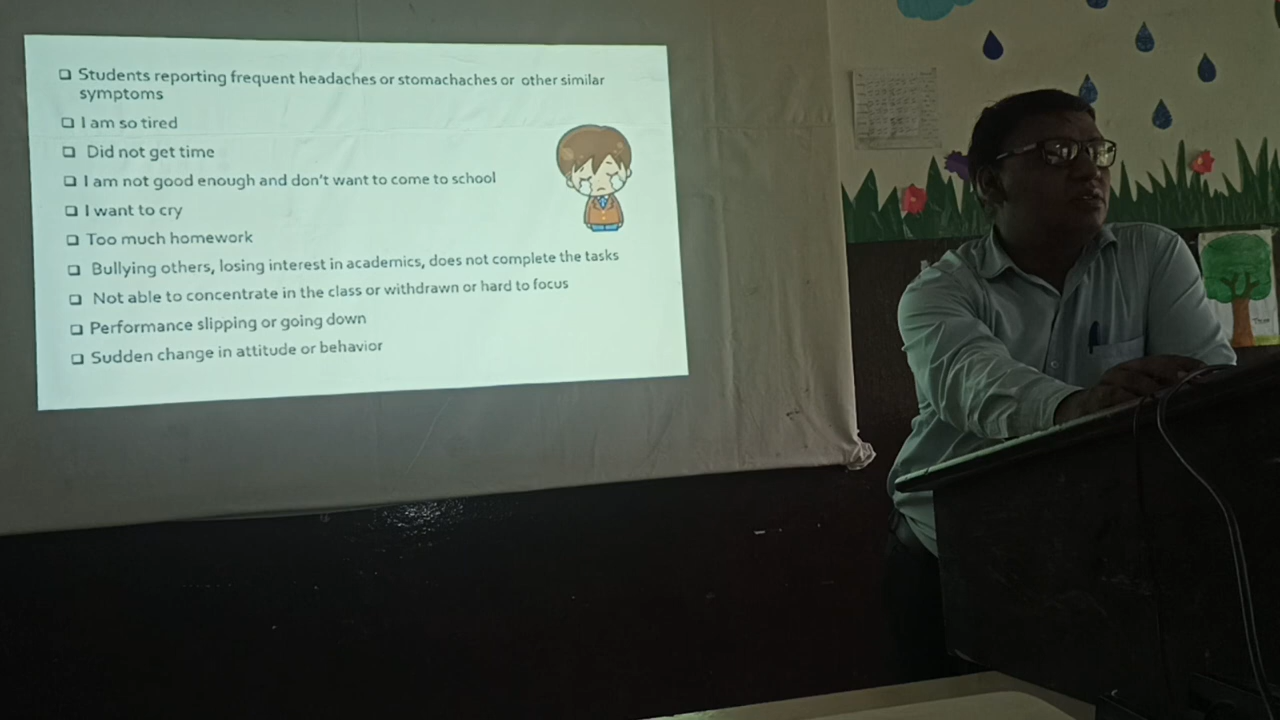 ❑ Students reporting frequent headaches or stomachaches or other similar
symptoms
❑ I am so tired
❑ Did not get time
❑ I am not good enough and don't want to come to school
❑ I want to cry
❑ Too much homework
❑ Bullying others, losing interest in academics, does not complete the tasks
❑ Not able to concentrate in the class or withdrawn or hard to focus
❑ Performance slipping or going down
❑ Sudden change in attitude or behavior